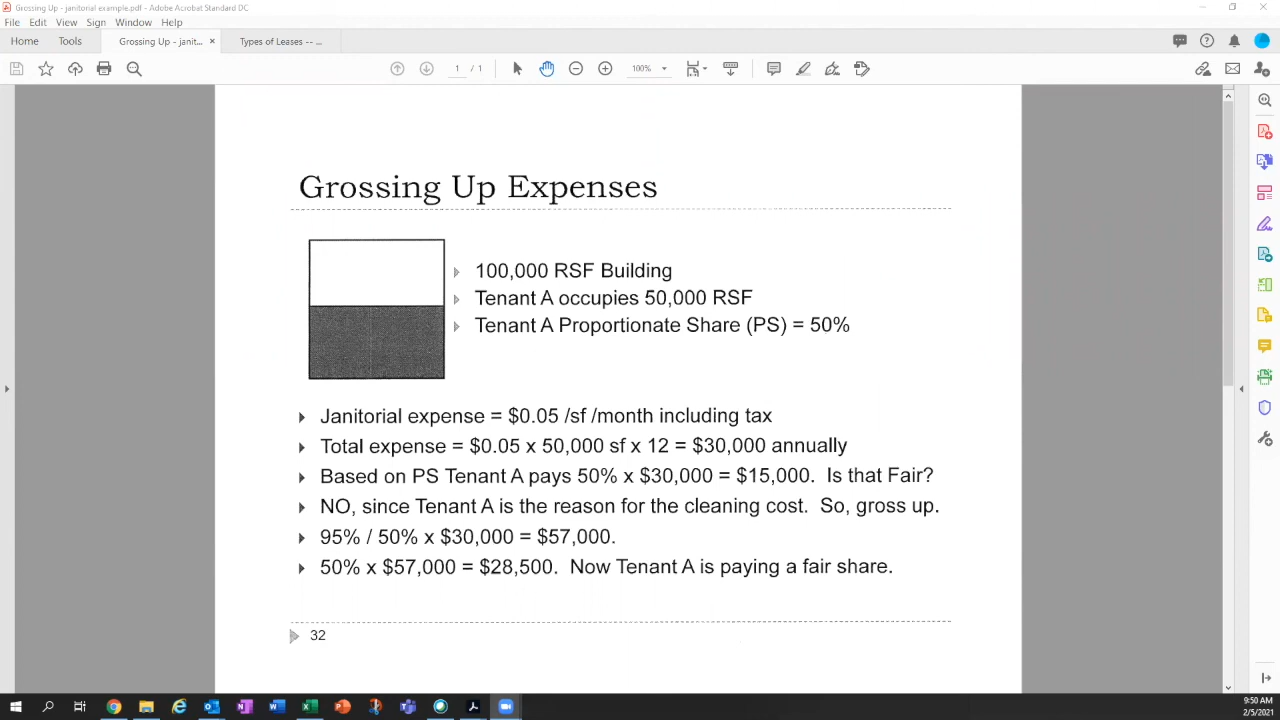 Grossing Up - janitorial example.pdf - Adobe Acrobat Standard DC
File Edit View Sign Window Help
Home Tools Grossing Up - janit... × Types of Leases -- ...
1 / 1 100%
Grossing Up Expenses
100,000 RSF Building
Tenant A occupies 50,000 RSF
Tenant A Proportionate Share (PS) = 50%
Janitorial expense = $0.05 /sf /month including tax
Total expense = $0.05 x 50,000 sf x 12 = $30,000 annually
Based on PS Tenant A pays 50% x $30,000 = $15,000. Is that Fair?
NO, since Tenant A is the reason for the cleaning cost. So, gross up.
95% / 50% x $30,000 = $57,000.
50% x $57,000 = $28,500. Now Tenant A is paying a fair share.
32
9:50 AM
2/5/2021